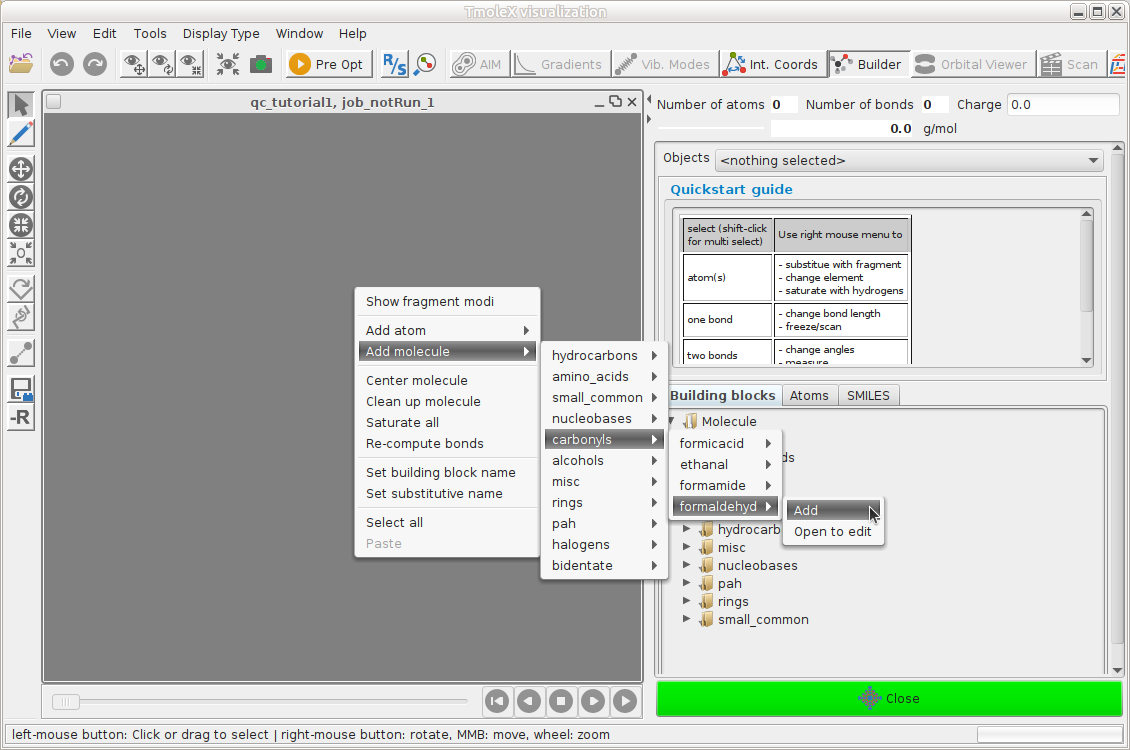 TmoleX visualization
File View Edit Tools Display Type Window Help
Pre Opt R/S AIM Gradients Vib. Modes Int. Coords Builder Orbital Viewer Scan
qc_tutorial1, job_notRun_1
Number of atoms 0 Number of bonds 0 Charge 0.0
0.0 g/mol
Objects <nothing selected>
Quickstart guide
select (shift-click
for multi select)
Use right mouse menu to
atom(s)
- substitue with fragment
- change element
- saturate with hydrogens
one bond
- change bond length
- freeze/scan
two bonds
- change angles
- measure
Show fragment modi
Add atom
Add molecule
Center molecule
Clean up molecule
Saturate all
Re-compute bonds
Set building block name
Set substitutive name
Select all
Paste
hydrocarbons
amino_acids
small_common
nucleobases
carbonyls
alcohols
misc
rings
pah
halogens
bidentate
formicacid
ethanal
formamide
formaldehyd
Add
Open to edit
Building blocks Atoms SMILES
Molecule
ds
hydrocarb
misc
nucleobases
pah
rings
small_common
-R
Close
left-mouse button: Click or drag to select | right-mouse button: rotate, MMB: move, wheel: zoom